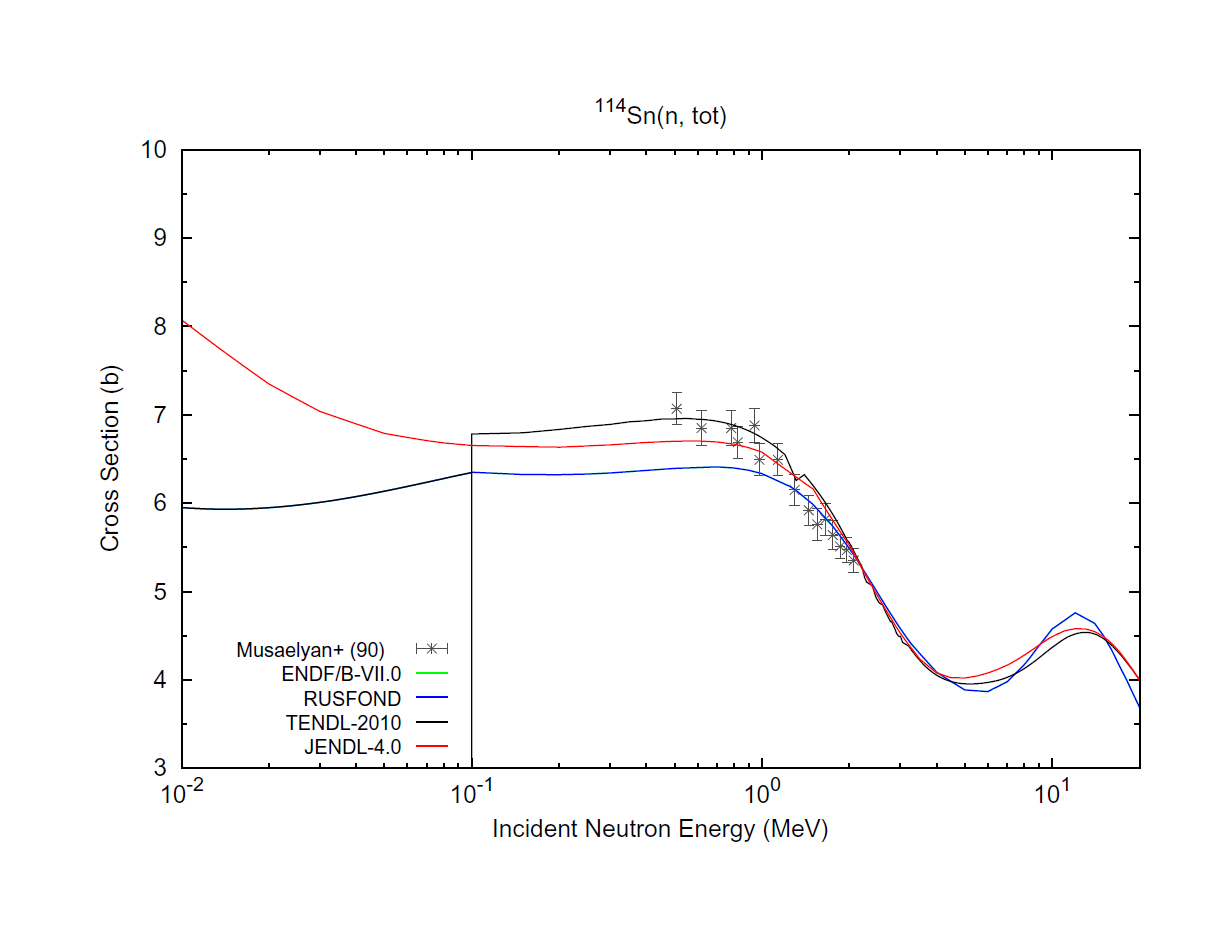 ¹¹⁴Sn(n, tot)
10
9
8
7
6
5
4
3
Cross Section (b)
Musaelyan+ (90)
ENDF/B-VII.0
RUSFOND
TENDL-2010
JENDL-4.0
10⁻² 10⁻¹ 10⁰ 10¹
Incident Neutron Energy (MeV)